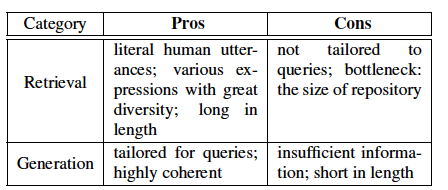 Category Pros Cons
literal human utter-
ances; various ex-
pressions with great
diversity; long in
length
not tailored to
queries; bottleneck:
the size of repository
Retrieval
tailored for queries;
highly coherent
insufficient informa-
tion; short in length
Generation